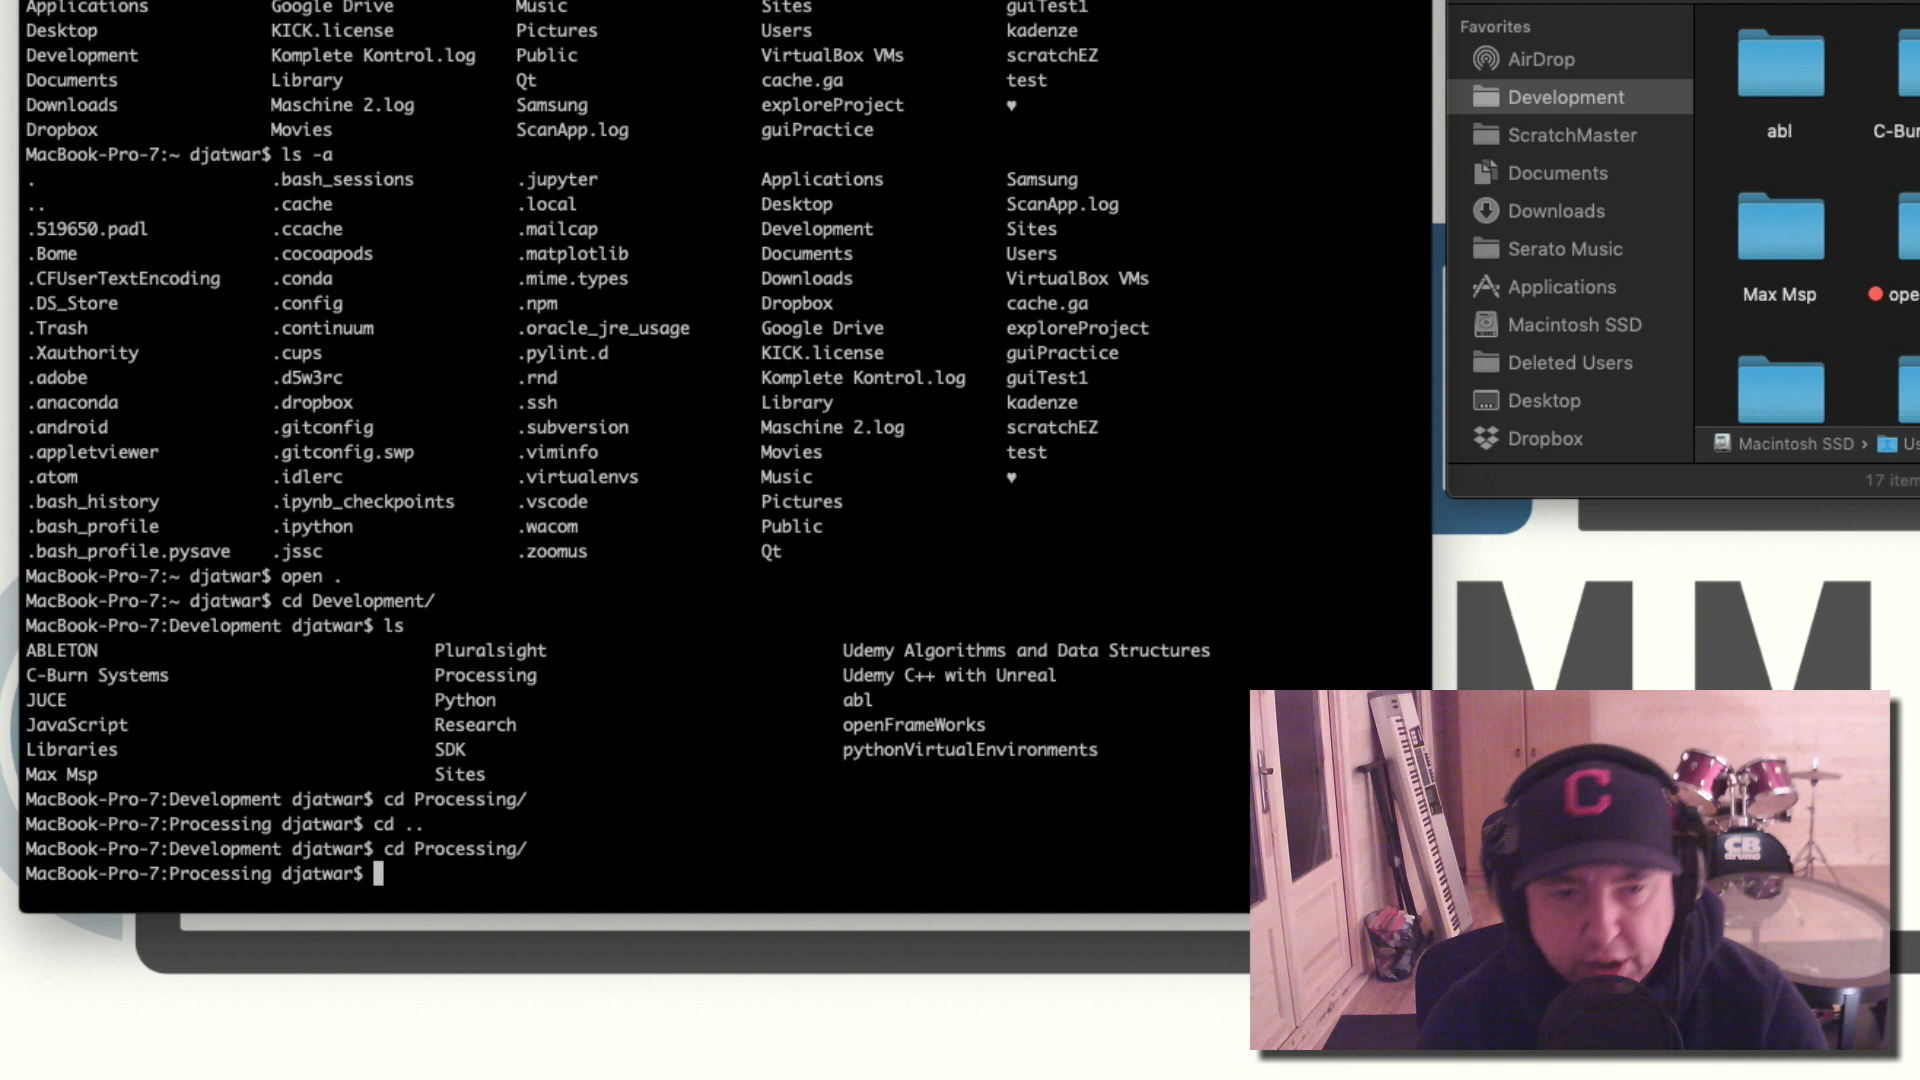 Applications Google Drive Music Sites guiTest1
Desktop KICK.license Pictures Users kadenze
Development Komplete Kontrol.log Public VirtualBox VMs scratchEZ
Documents Library Qt cache.ga test
Downloads Maschine 2.log Samsung exploreProject ♥
Dropbox Movies ScanApp.log guiPractice
MacBook-Pro-7:~ djatwar$ ls -a
. .bash_sessions .jupyter Applications Samsung
.. .cache .local Desktop ScanApp.log
.519650.padl .ccache .mailcap Development Sites
.Bome .cocoapods .matplotlib Documents Users
.CFUserTextEncoding .conda .mime.types Downloads VirtualBox VMs
.DS_Store .config .npm Dropbox cache.ga
.Trash .continuum .oracle_jre_usage Google Drive exploreProject
.Xauthority .cups .pylint.d KICK.license guiPractice
.adobe .d5w3rc .rnd Komplete Kontrol.log guiTest1
.anaconda .dropbox .ssh Library kadenze
.android .gitconfig .subversion Maschine 2.log scratchEZ
.appletviewer .gitconfig.swp .viminfo Movies test
.atom .idlerc .virtualenvs Music ♥
.bash_history .ipynb_checkpoints .vscode Pictures
.bash_profile .ipython .wacom Public
.bash_profile.pysave .jssc .zoomus Qt
MacBook-Pro-7:~ djatwar$ open .
MacBook-Pro-7:~ djatwar$ cd Development/
MacBook-Pro-7:Development djatwar$ ls
ABLETON Pluralsight Udemy Algorithms and Data Structures
C-Burn Systems Processing Udemy C++ with Unreal
JUCE Python abl
JavaScript Research openFrameWorks
Libraries SDK pythonVirtualEnvironments
Max Msp Sites
MacBook-Pro-7:Development djatwar$ cd Processing/
MacBook-Pro-7:Processing djatwar$ cd ..
MacBook-Pro-7:Development djatwar$ cd Processing/
MacBook-Pro-7:Processing djatwar$
Favorites
AirDrop
Development
ScratchMaster
Documents
Downloads
Serato Music
Applications
Macintosh SSD
Deleted Users
Desktop
Dropbox
abl C-Bur
Max Msp ope
Macintosh SSD › Us
17 item
MM
C
CB
drums